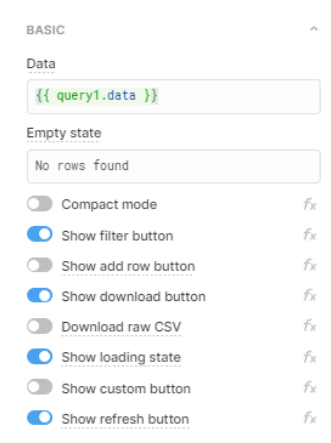 BASIC
Data
{{ query1.data }}
Empty state
No rows found
Compact mode fx
Show filter button fx
Show add row button fx
Show download button fx
Download raw CSV fx
Show loading state fx
Show custom button fx
Show refresh button fx